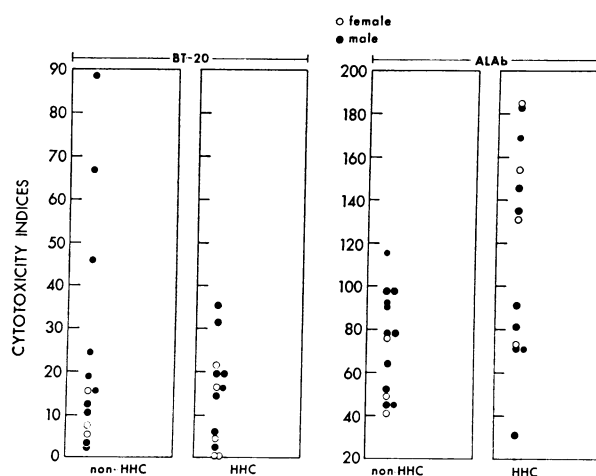 ○ female
● male
BT-20
ALAb
CYTOTOXICITY INDICES
90
80
70
60
50
40
30
20
10
0
200
180
160
140
120
100
80
60
40
20
non-HHC
HHC
non HHC
HHC